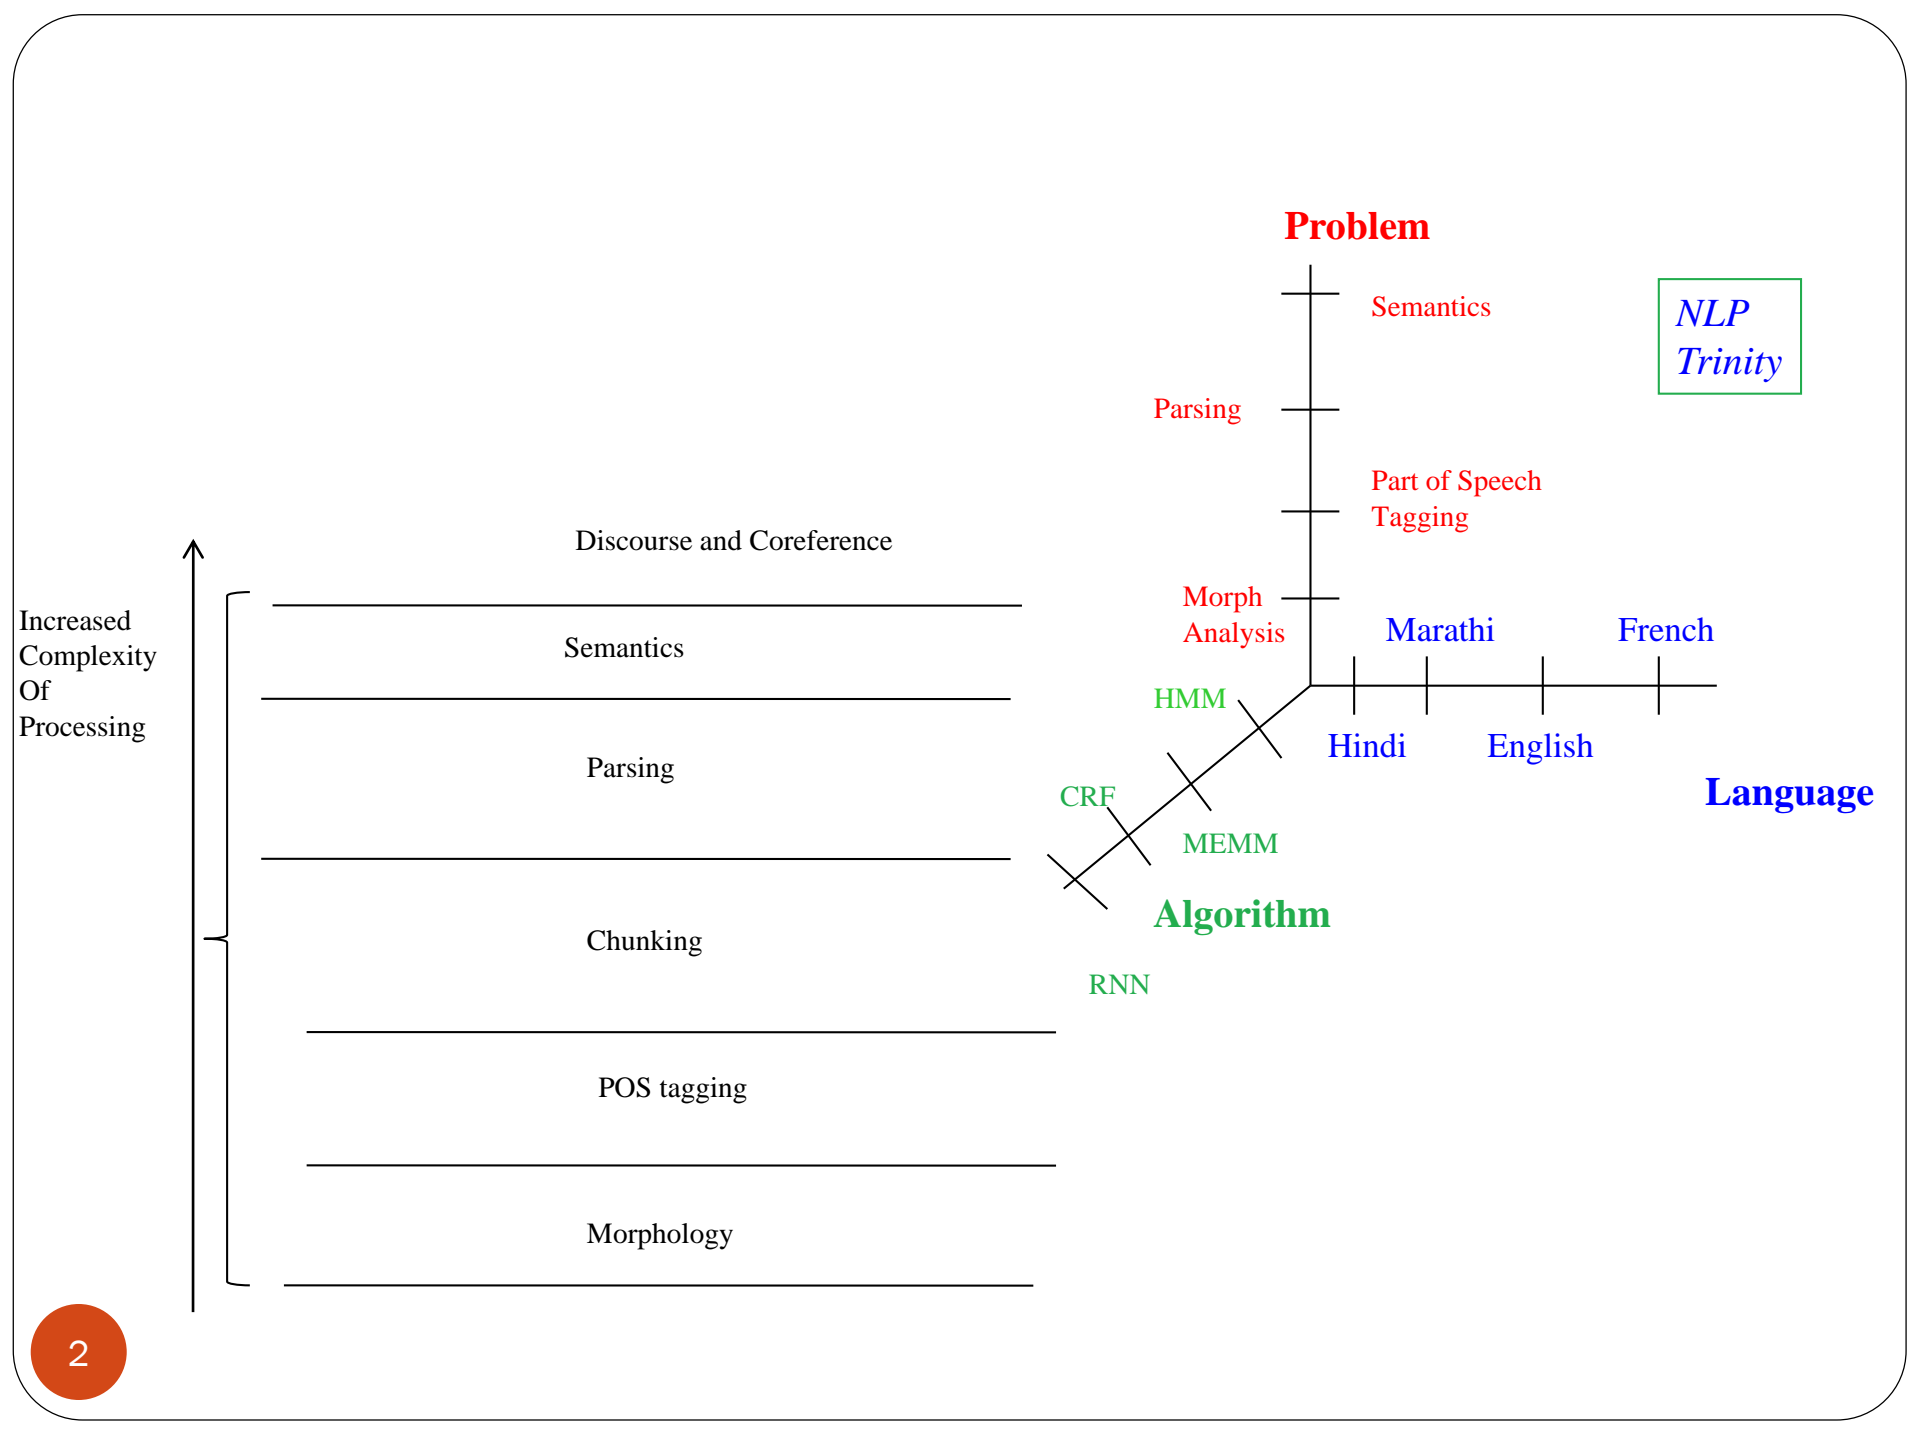 Problem
Semantics
NLP
Trinity
Parsing
Part of Speech
Tagging
Discourse and Coreference
Increased
Complexity
Of
Processing
Semantics
Parsing
Chunking
POS tagging
Morphology
Morph
Analysis
Marathi
French
Hindi
English
Language
HMM
CRF
MEMM
Algorithm
RNN
2